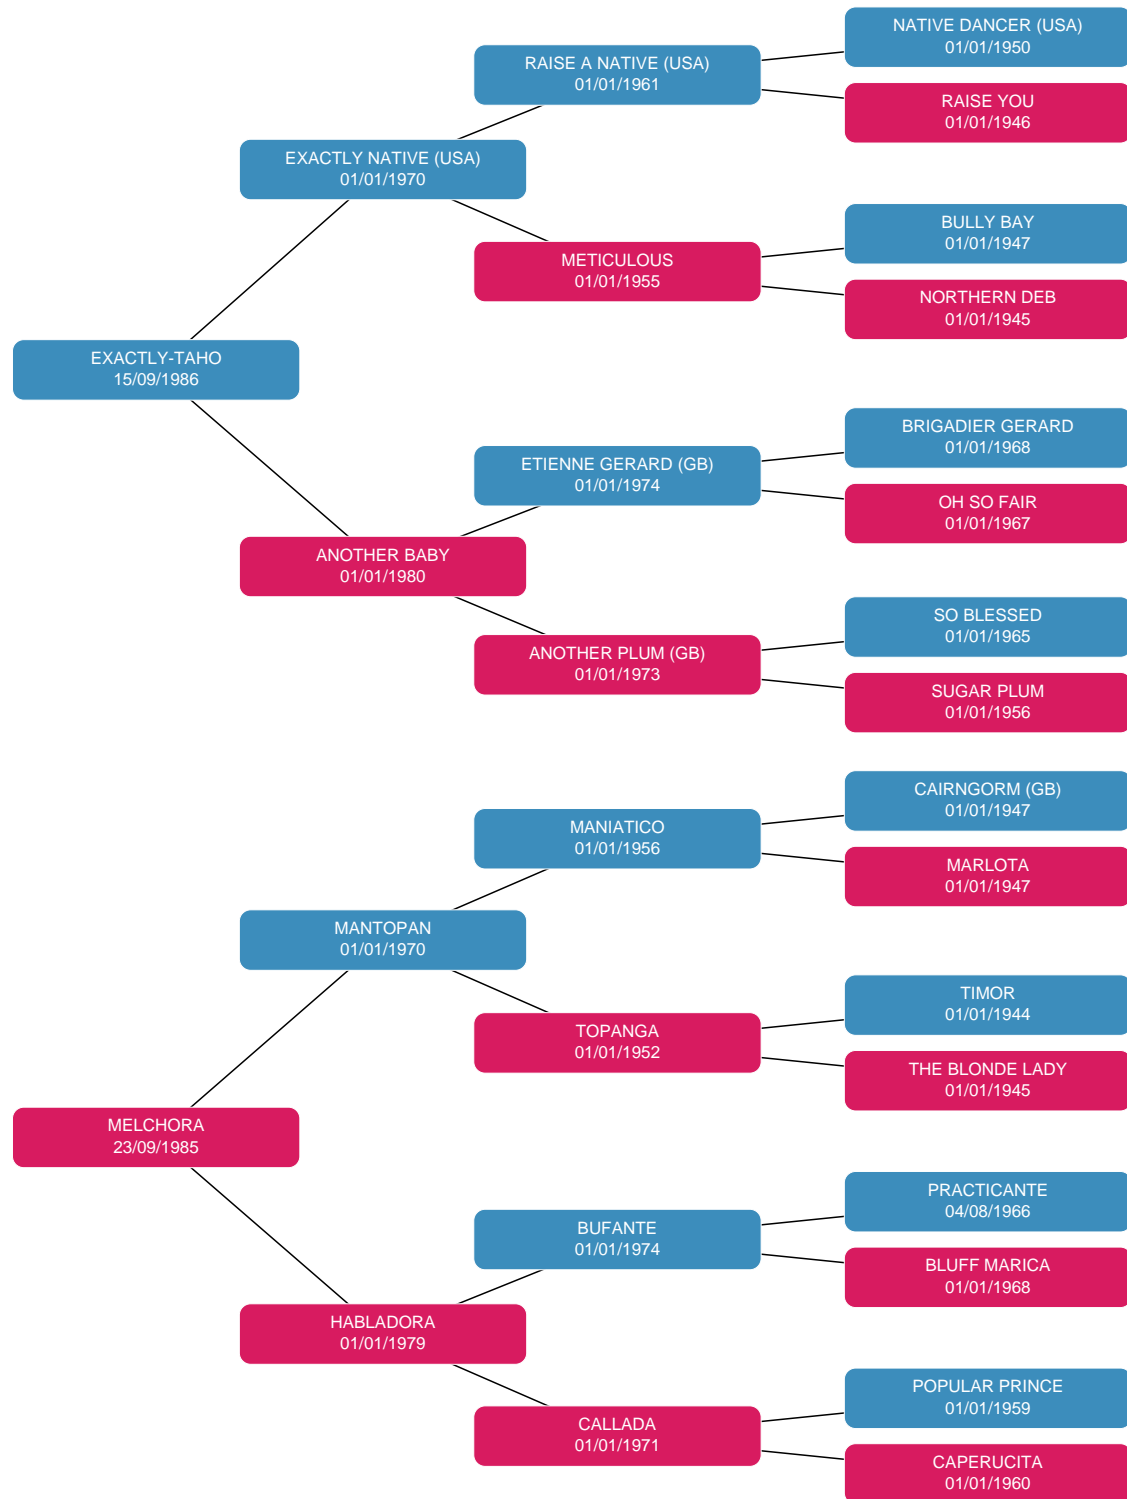 NATIVE DANCER (USA)
01/01/1950
RAISE A NATIVE (USA)
01/01/1961
RAISE YOU
01/01/1946
EXACTLY NATIVE (USA)
01/01/1970
BULLY BAY
01/01/1947
METICULOUS
01/01/1955
NORTHERN DEB
01/01/1945
EXACTLY-TAHO
15/09/1986
BRIGADIER GERARD
01/01/1968
ETIENNE GERARD (GB)
01/01/1974
OH SO FAIR
01/01/1967
ANOTHER BABY
01/01/1980
SO BLESSED
01/01/1965
ANOTHER PLUM (GB)
01/01/1973
SUGAR PLUM
01/01/1956
CAIRNGORM (GB)
01/01/1947
MANIATICO
01/01/1956
MARLOTA
01/01/1947
MANTOPAN
01/01/1970
TIMOR
01/01/1944
TOPANGA
01/01/1952
THE BLONDE LADY
01/01/1945
MELCHORA
23/09/1985
PRACTICANTE
04/08/1966
BUFANTE
01/01/1974
BLUFF MARICA
01/01/1968
HABLADORA
01/01/1979
POPULAR PRINCE
01/01/1959
CALLADA
01/01/1971
CAPERUCITA
01/01/1960